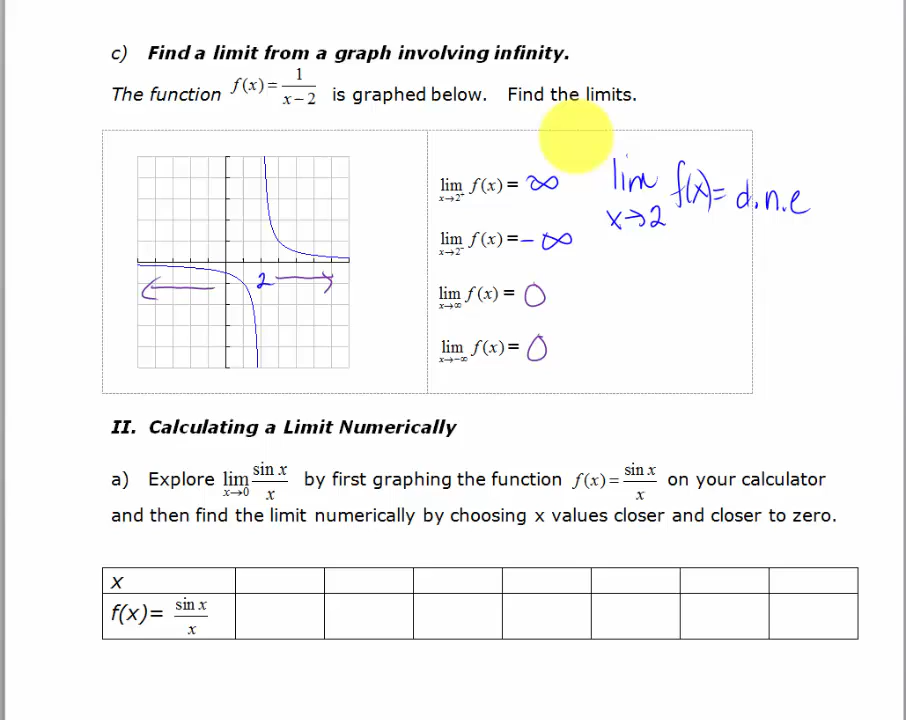 c) Find a limit from a graph involving infinity.
The function f(x) = 1/(x − 2) is graphed below. Find the limits.
lim x→2⁺ f(x) = ∞
lim x→2 f(x) = d.n.e
lim x→2⁻ f(x) = − ∞
2
lim x→∞ f(x) = 0
lim x→−∞ f(x) = 0
II. Calculating a Limit Numerically
a) Explore lim x→0 sin x / x by first graphing the function f(x) = sin x / x on your calculator
and then find the limit numerically by choosing x values closer and closer to zero.
x
f(x)= sin x / x